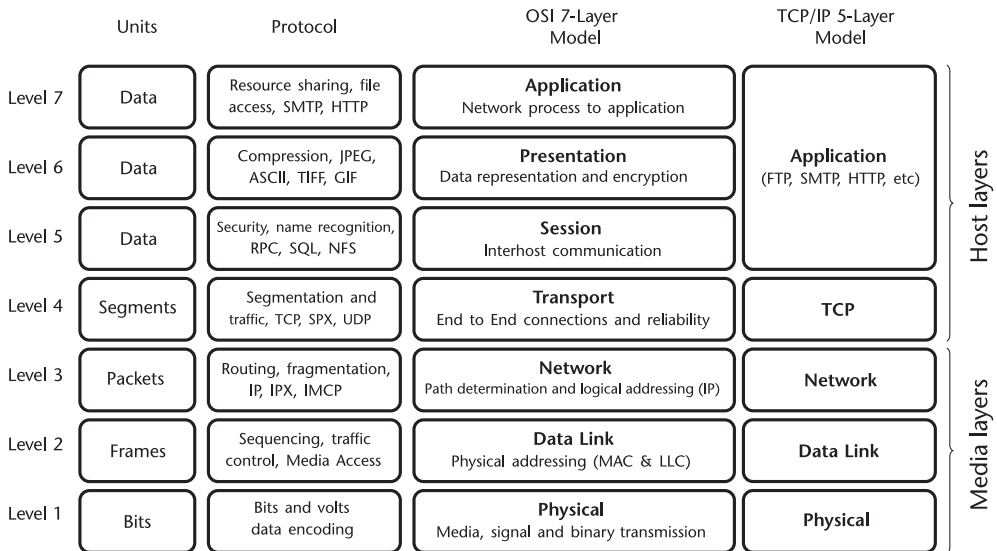 Units
Protocol
OSI 7-Layer
Model
TCP/IP 5-Layer
Model
Level 7
Data
Resource sharing, file
access, SMTP, HTTP
Application
Network process to application
Level 6
Data
Compression, JPEG,
ASCII, TIFF, GIF
Presentation
Data representation and encryption
Application
(FTP, SMTP, HTTP, etc)
Level 5
Data
Security, name recognition,
RPC, SQL, NFS
Session
Interhost communication
Level 4
Segments
Segmentation and
traffic, TCP, SPX, UDP
Transport
End to End connections and reliability
TCP
Host layers
Level 3
Packets
Routing, fragmentation,
IP, IPX, IMCP
Network
Path determination and logical addressing (IP)
Network
Level 2
Frames
Sequencing, traffic
control, Media Access
Data Link
Physical addressing (MAC & LLC)
Data Link
Level 1
Bits
Bits and volts
data encoding
Physical
Media, signal and binary transmission
Physical
Media layers